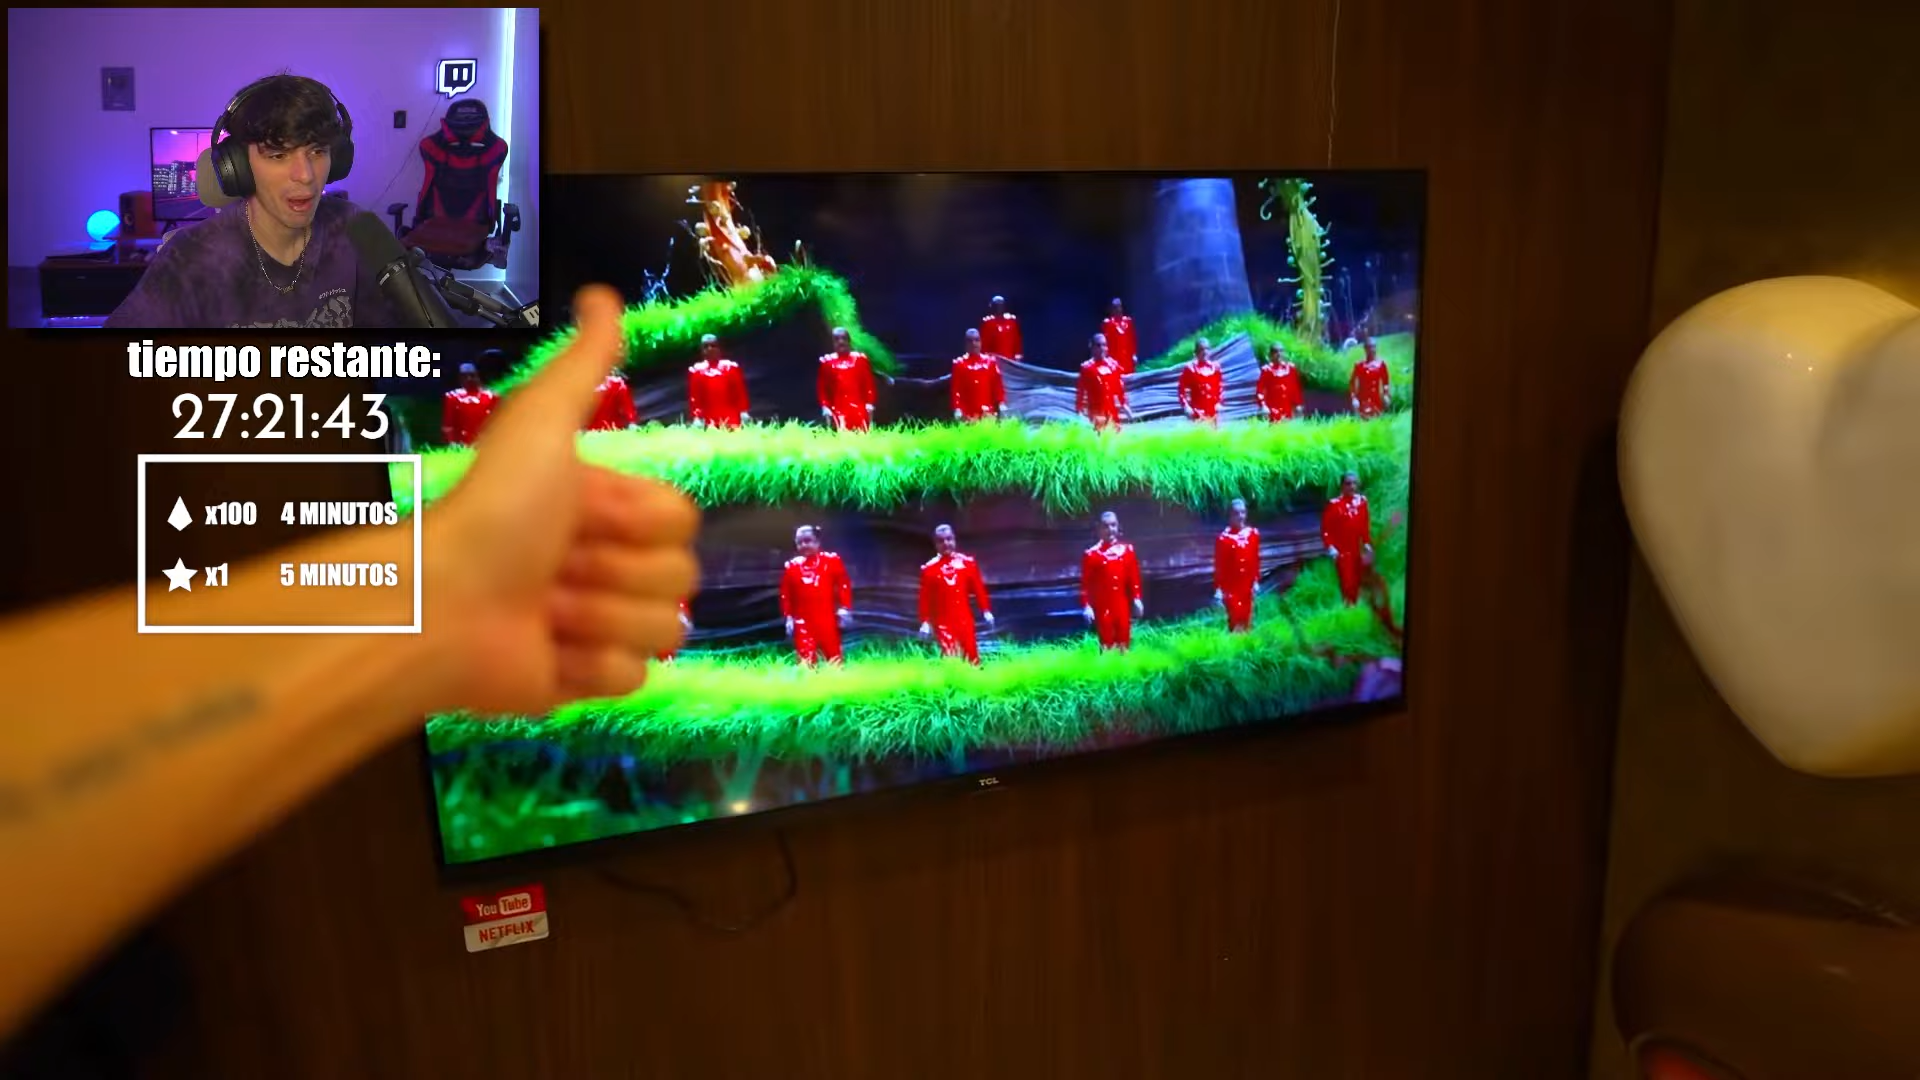 tiempo restante:
27:21:43
x100 4 MINUTOS
x1 5 MINUTOS
TCL
YouTube
NETFLIX